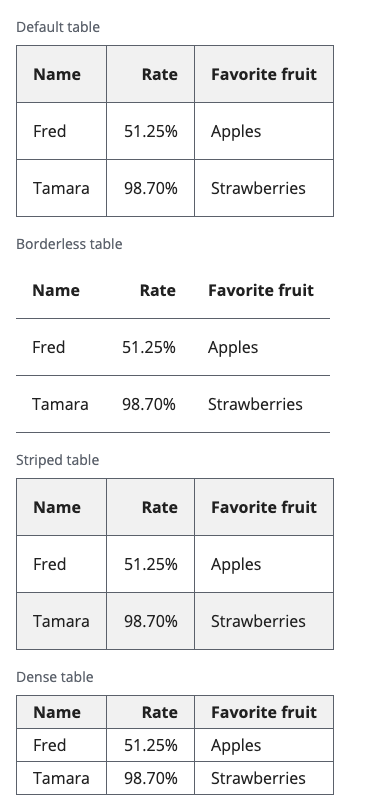 Default table
Name Rate Favorite fruit
Fred 51.25% Apples
Tamara 98.70% Strawberries
Borderless table
Name Rate Favorite fruit
Fred 51.25% Apples
Tamara 98.70% Strawberries
Striped table
Name Rate Favorite fruit
Fred 51.25% Apples
Tamara 98.70% Strawberries
Dense table
Name Rate Favorite fruit
Fred 51.25% Apples
Tamara 98.70% Strawberries